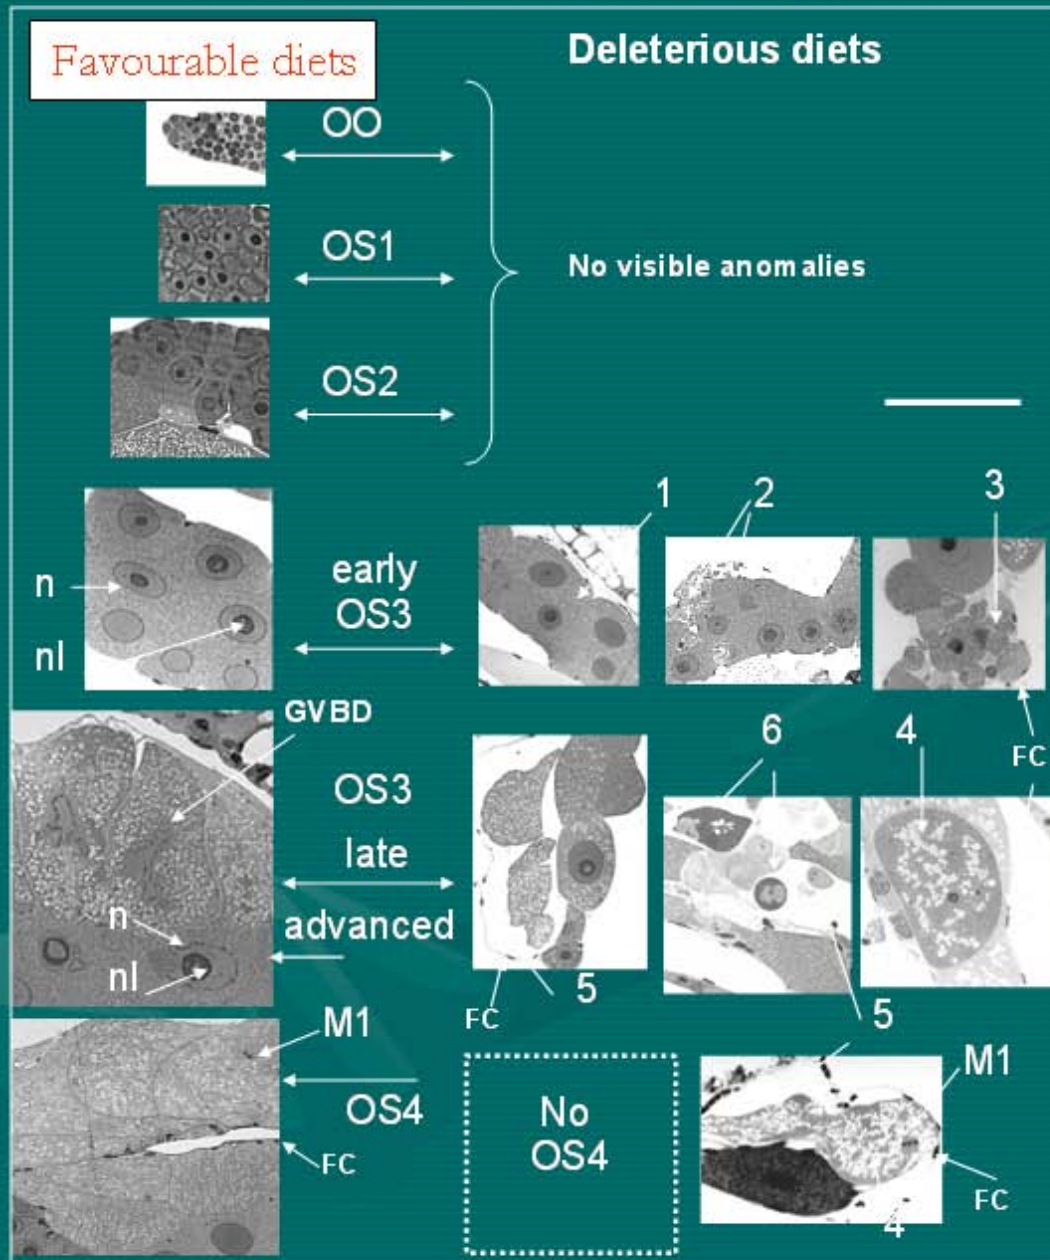 Favourable diets
Deleterious diets
OO
OS1
No visible anomalies
OS2
1
2
3
n
early
OS3
nl
FC
GVBD
6
4
OS3
late
n
advanced
nl
5
FC
5
M1
M1
OS4
No
OS4
FC
FC
4